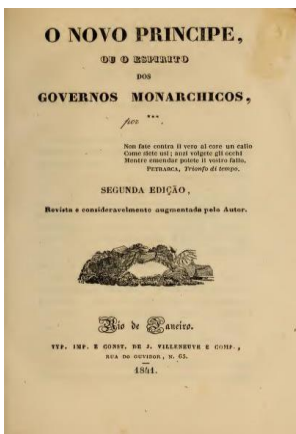 O NOVO PRINCIPE,
OU O ESPIRITO
DOS
GOVERNOS MONARCHICOS,
por ***.
Non fate contra il vero al core un callo
Come siete usi; anzi volgete gli occhi
Mentre emendar potete il vostro fallo.
PETRARCA, Trionfo di tempo.
SEGUNDA EDIÇÃO,
Revista e consideravelmente augmentada pelo Autor.
Rio de Janeiro.
TYP. IMP. E CONST. DE J. VILLENEUVE E COMP.,
RUA DO OUVIDOR, N. 65.
1841.